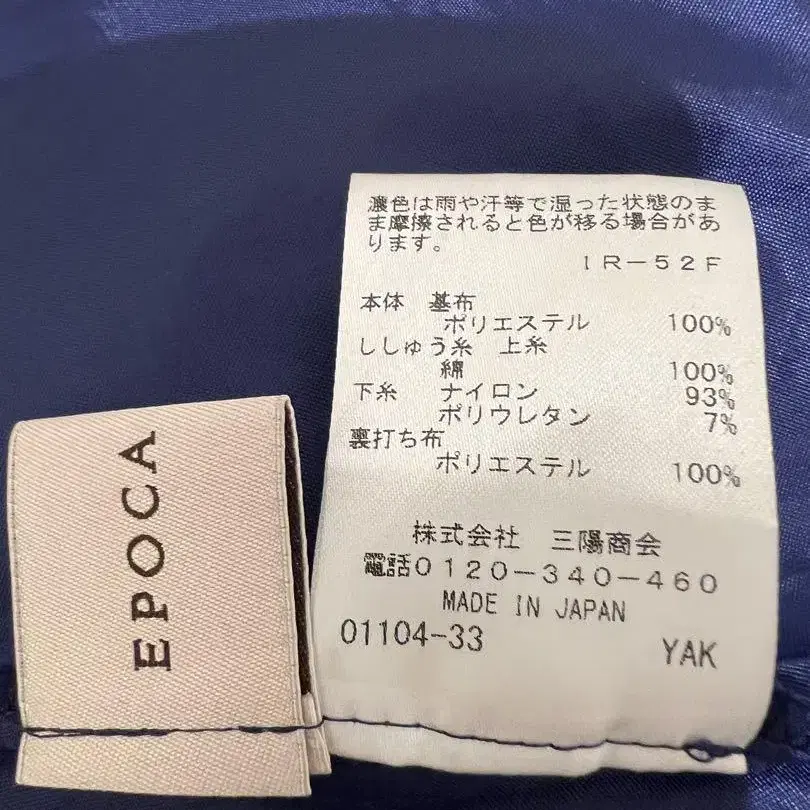 EPOCA
濃色は雨や汗等で湿った状態のま
ま摩擦されると色が移る場合があ
ります。
IR-52F
本体 基布
ポリエステル 100%
ししゅう糸 上糸
綿 100%
下糸 ナイロン 93%
ポリウレタン 7%
裏打ち布
ポリエステル 100%
株式会社 三陽商会
電話0120-340-460
MADE IN JAPAN
01104-33 YAK